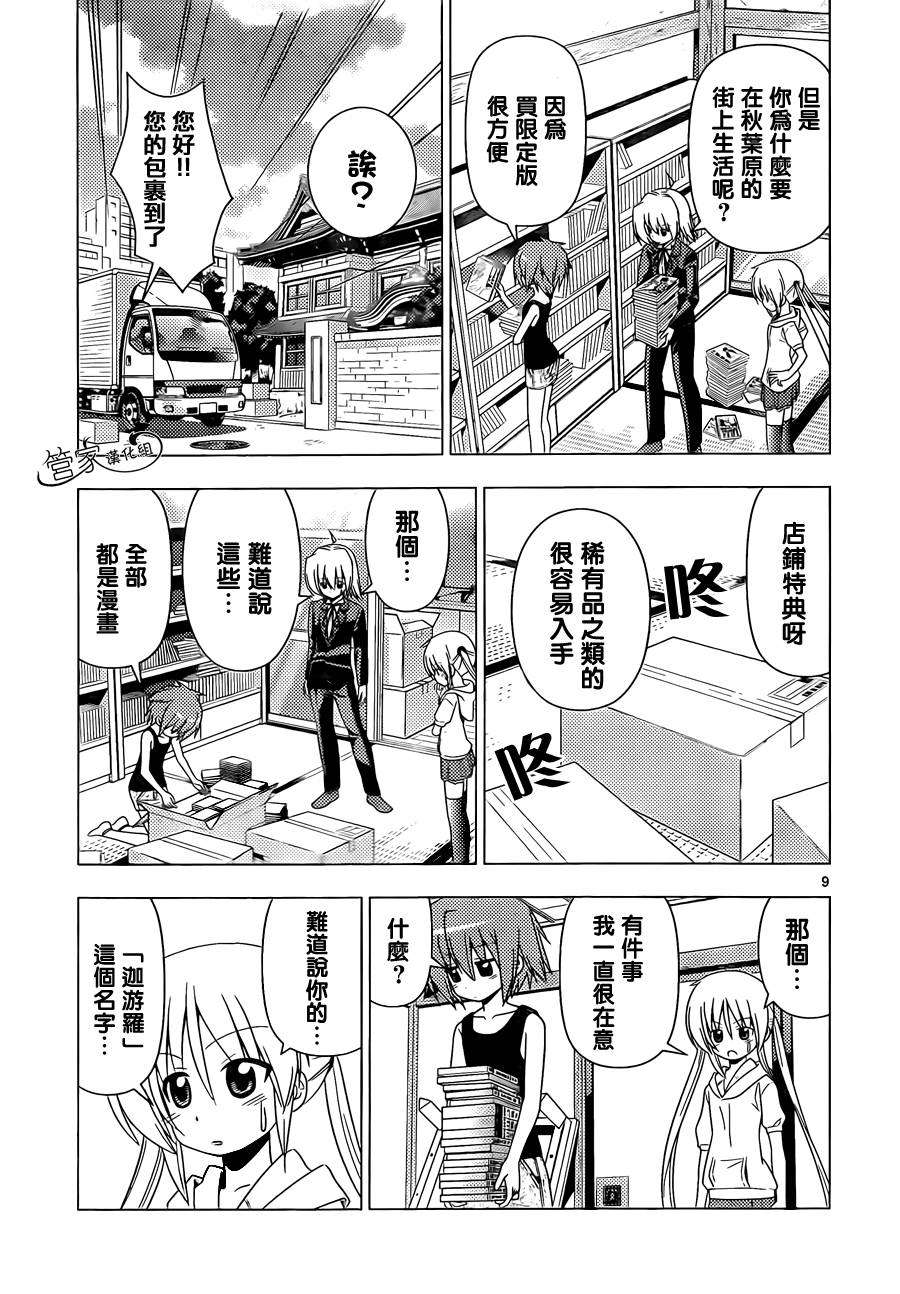 但是
你為什麼要
在秋葉原的
街上生活呢?
因為
買限定版
很方便
誒?
您好!!
您的包裹到了
管家
漢化組
店鋪特典呀
咚
稀有品之類的
很容易入手
咚
那個…
難道說
這些…
全部
都是漫畫
9
那個…
有件事
我一直很在意
什麼?
難道說你的…
「迦游羅」
這個名字…